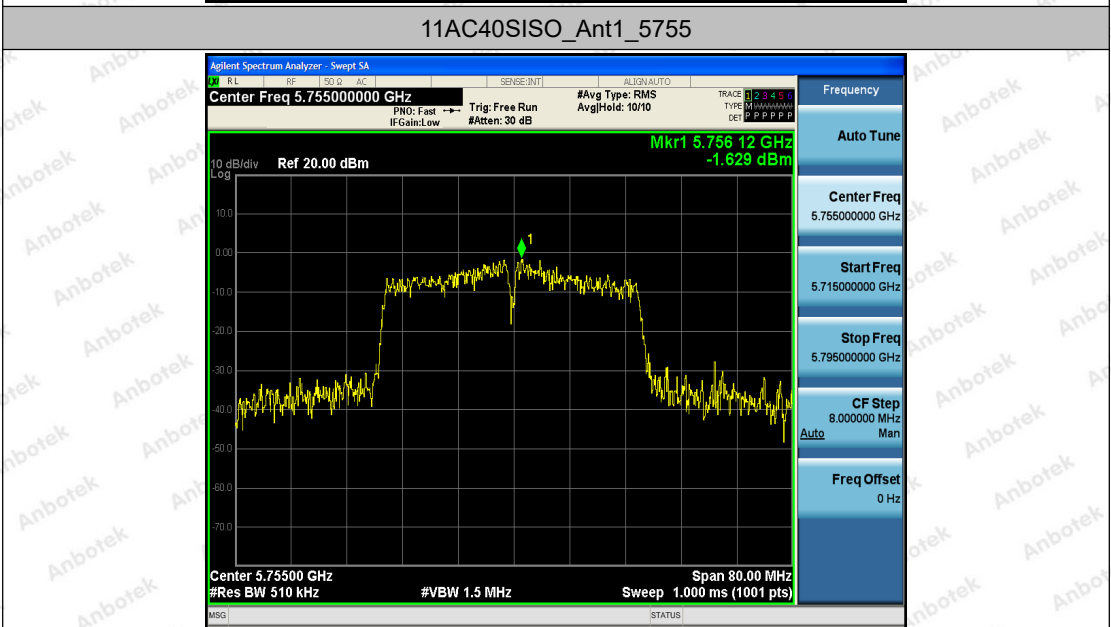 11AC40SISO_Ant1_5755
Agilent Spectrum Analyzer - Swept SA
RL RF 50 Ω AC SENSE:INT ALIGN AUTO
Center Freq 5.755000000 GHz
PNO: Fast
IFGain:Low
Trig: Free Run
#Atten: 30 dB
#Avg Type: RMS
Avg|Hold: 10/10
TRACE 1 2 3 4 5 6
TYPE M
DET P P P P P P
Mkr1 5.756 12 GHz
-1.629 dBm
10 dB/div Ref 20.00 dBm
Log
10.0
0.00
-10.0
-20.0
-30.0
-40.0
-50.0
-60.0
-70.0
1
Center 5.75500 GHz Span 80.00 MHz
#Res BW 510 kHz #VBW 1.5 MHz Sweep 1.000 ms (1001 pts)
MSG STATUS
Frequency
Auto Tune
Center Freq
5.755000000 GHz
Start Freq
5.715000000 GHz
Stop Freq
5.795000000 GHz
CF Step
8.000000 MHz
Auto Man
Freq Offset
0 Hz
Anbotek